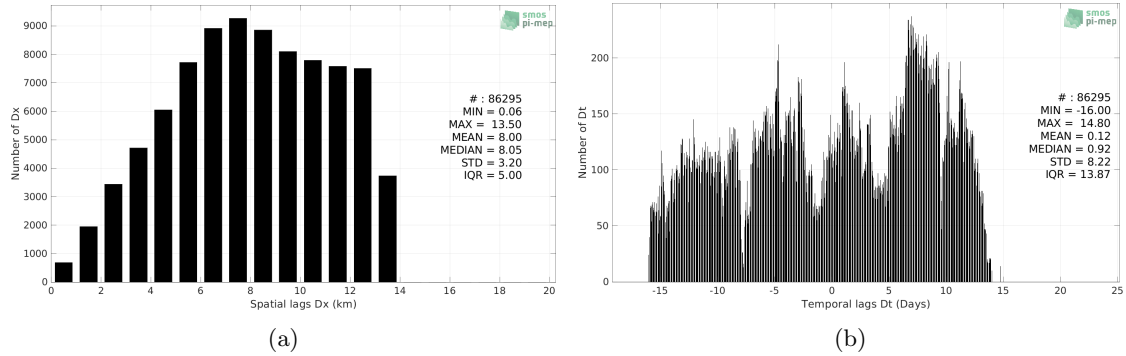 9000
8000
7000
6000
5000
4000
3000
2000
1000
0
Number of Dx
smos
pi-mep
# : 86295
MIN = 0.06
MAX = 13.50
MEAN = 8.00
MEDIAN = 8.05
STD = 3.20
IQR = 5.00
0 2 4 6 8 10 12 14 16 18 20
Spatial lags Dx (km)
(a)
200
150
100
50
0
Number of Dt
smos
pi-mep
# : 86295
MIN = -16.00
MAX = 14.80
MEAN = 0.12
MEDIAN = 0.92
STD = 8.22
IQR = 13.87
-15 -10 -5 0 5 10 15 20 25
Temporal lags Dt (Days)
(b)